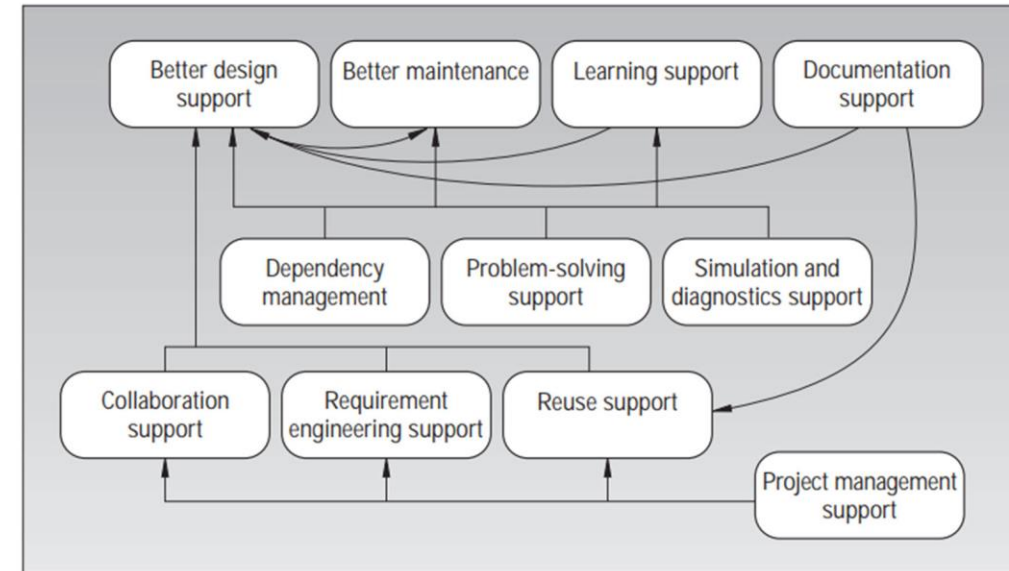 Better design
support
Better maintenance
Learning support
Documentation
support
Dependency
management
Problem-solving
support
Simulation and
diagnostics support
Collaboration
support
Requirement
engineering support
Reuse support
Project management
support